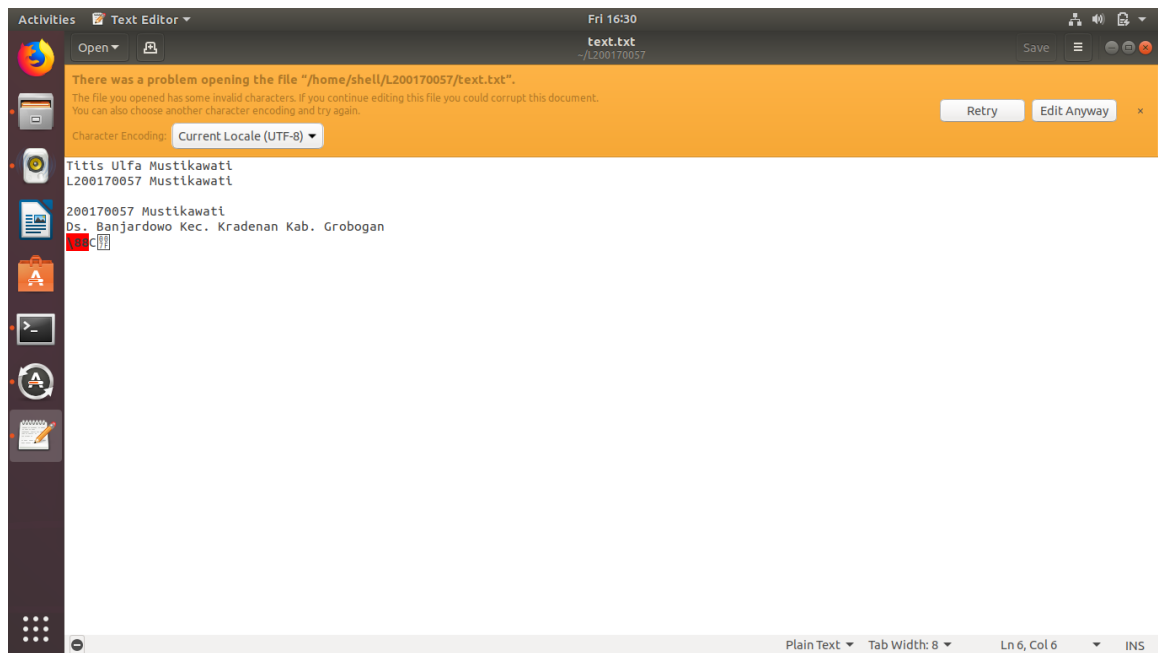 Activities Text Editor Fri 16:30
Open text.txt Save
~/L200170057
There was a problem opening the file “/home/shell/L200170057/text.txt”.
The file you opened has some invalid characters. If you continue editing this file you could corrupt this document.
You can also choose another character encoding and try again.
Retry Edit Anyway
Character Encoding: Current Locale (UTF-8)
Titis Ulfa Mustikawati
L200170057 Mustikawati
200170057 Mustikawati
Ds. Banjardowo Kec. Kradenan Kab. Grobogan
\88C
Plain Text Tab Width: 8 Ln 6, Col 6 INS